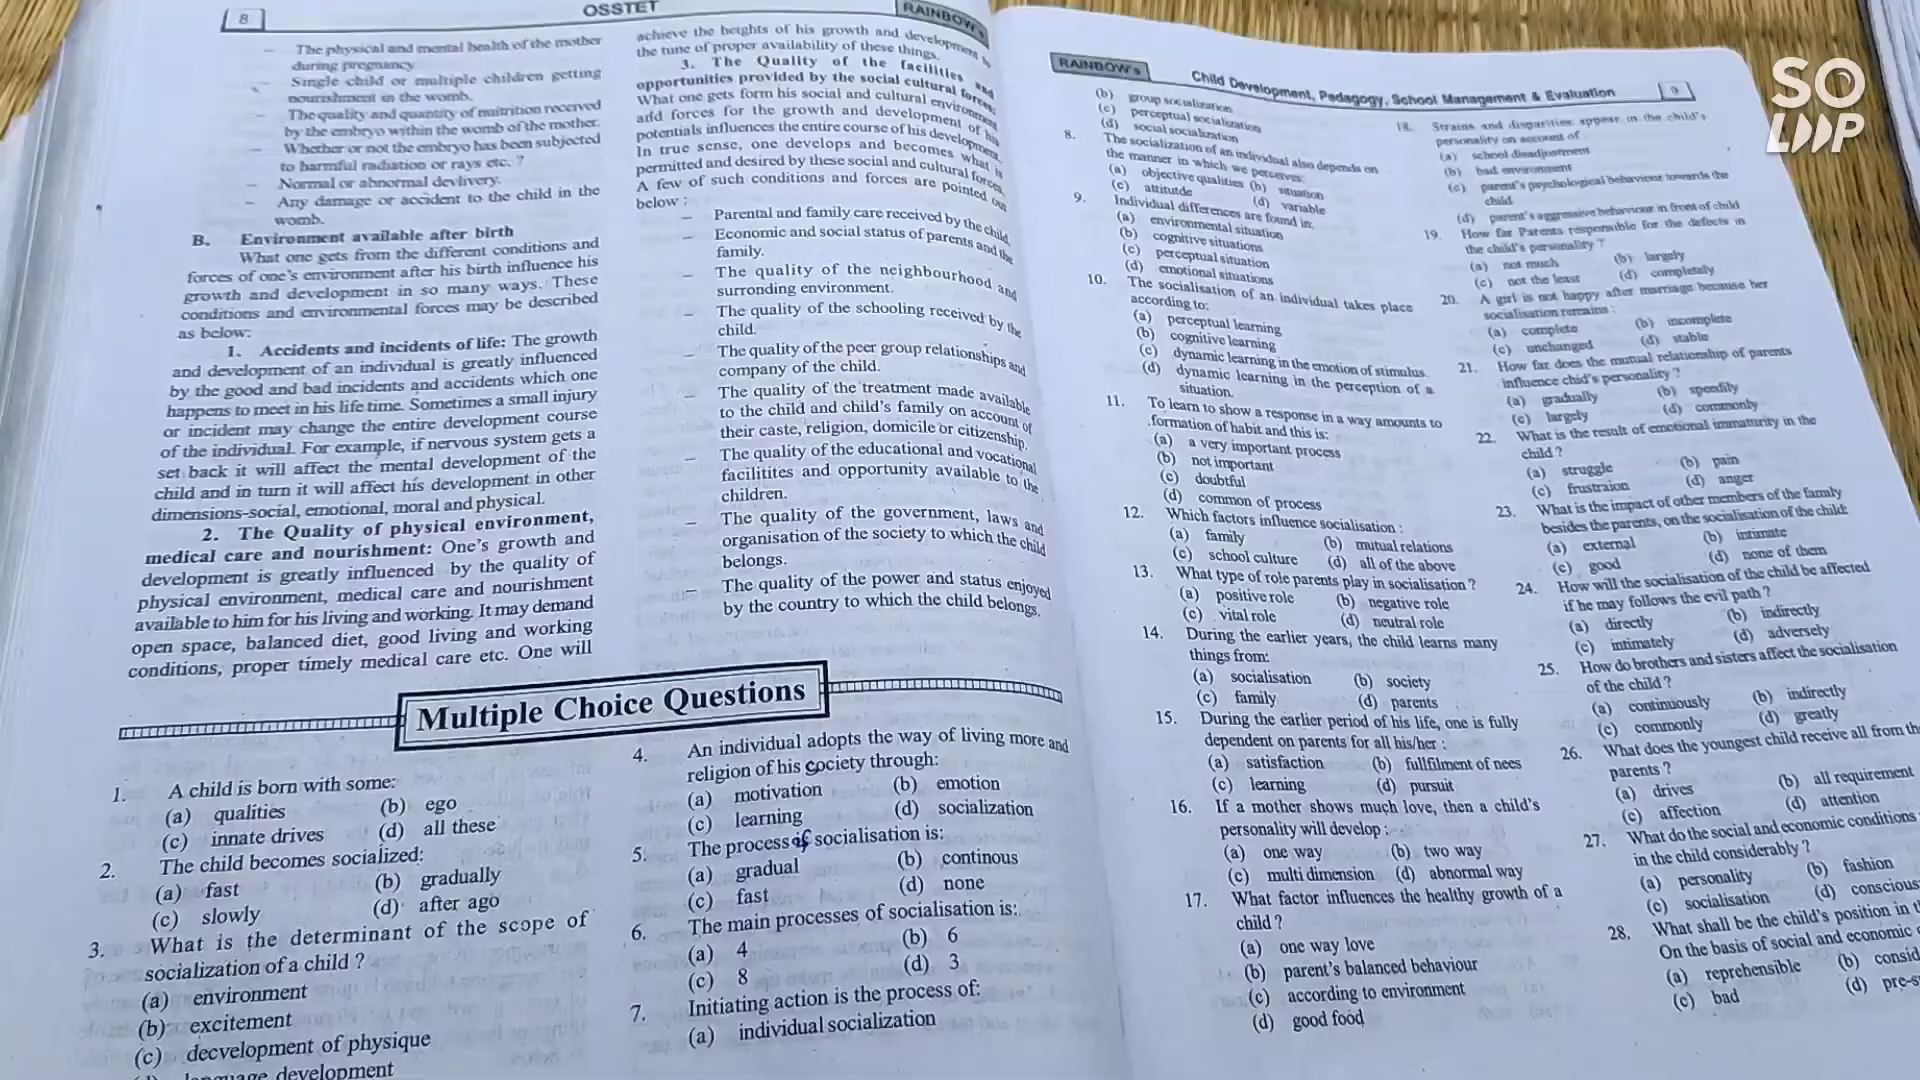 8
OSSTET
RAINBOW's
– The physical and mental health of the mother
during pregnancy
– Single child or multiple children getting
nourishment in the womb.
– The quality and quantity of nutrition received
by the embryo within the womb of the mother.
– Whether or not the embryo has been subjected
to harmful radiation or rays etc. ?
– Normal or abnormal devlivery.
– Any damage or accident to the child in the
womb.
B. Environment available after birth
What one gets from the different conditions and
forces of one's environment after his birth influence his
growth and development in so many ways. These
conditions and environmental forces may be described
as below:
1. Accidents and incidents of life: The growth
and development of an individual is greatly influenced
by the good and bad incidents and accidents which one
happens to meet in his life time. Sometimes a small injury
or incident may change the entire development course
of the individual. For example, if nervous system gets a
set back it will affect the mental development of the
child and in turn it will affect his development in other
dimensions-social, emotional, moral and physical.
2. The Quality of physical environment,
medical care and nourishment: One's growth and
development is greatly influenced by the quality of
physical environment, medical care and nourishment
available to him for his living and working. It may demand
open space, balanced diet, good living and working
conditions, proper timely medical care etc. One will
achieve the heights of his growth and development to
the tune of proper availability of these things.
3. The Quality of the facilities and
opportunities provided by the social cultural forces:
What one gets form his social and cultural environment
and forces for the growth and development of his
potentials influences the entire course of his development.
In true sense, one develops and becomes what is
permitted and desired by these social and cultural forces.
A few of such conditions and forces are pointed out
below :
– Parental and family care received by the child.
– Economic and social status of parents and the
family.
– The quality of the neighbourhood and
surronding environment.
– The quality of the schooling received by the
child.
– The quality of the peer group relationships and
company of the child.
– The quality of the treatment made available
to the child and child's family on account of
their caste, religion, domicile or citizenship.
– The quality of the educational and vocational
facilitites and opportunity available to the
children.
– The quality of the government, laws and
organisation of the society to which the child
belongs.
– The quality of the power and status enjoyed
by the country to which the child belongs.
Multiple Choice Questions
1. A child is born with some:
(a) qualities (b) ego
(c) innate drives (d) all these
2. The child becomes socialized:
(a) fast (b) gradually
(c) slowly (d) after ago
3. What is the determinant of the scope of
socialization of a child ?
(a) environment
(b) excitement
(c) decvelopment of physique
language development
4. An individual adopts the way of living more and
religion of his society through:
(a) motivation (b) emotion
(c) learning (d) socialization
5. The process of socialisation is:
(a) gradual (b) continous
(c) fast (d) none
6. The main processes of socialisation is:
(a) 4 (b) 6
(c) 8 (d) 3
7. Initiating action is the process of:
(a) individual socialization
RAINBOW's
Child Development, Pedagogy, School Management & Evaluation
9
(b) group socialization
(c) perceptual socialization
(d) social socialization
8. The socialization of an individual also depends on
the manner in which we perceives:
(a) objective qualities (b) situation
(c) attitutde (d) variable
9. Individual differences are found in:
(a) environmental situation
(b) cognitive situations
(c) perceptual situation
(d) emotional situations
10. The socialisation of an individual takes place
according to:
(a) perceptual learning
(b) cognitive learning
(c) dynamic learning in the emotion of stimulus.
(d) dynamic learning in the perception of a
situation.
11. To learn to show a response in a way amounts to
formation of habit and this is:
(a) a very important process
(b) not important
(c) doubtful
(d) common of process
12. Which factors influence socialisation :
(a) family (b) mutual relations
(c) school culture (d) all of the above
13. What type of role parents play in socialisation ?
(a) positive role (b) negative role
(c) vital role (d) neutral role
14. During the earlier years, the child learns many
things from:
(a) socialisation (b) society
(c) family (d) parents
15. During the earlier period of his life, one is fully
dependent on parents for all his/her :
(a) satisfaction (b) fullfilment of nees
(c) learning (d) pursuit
16. If a mother shows much love, then a child's
personality will develop :
(a) one way (b) two way
(c) multi dimension (d) abnormal way
17. What factor influences the healthy growth of a
child ?
(a) one way love
(b) parent's balanced behaviour
(c) according to environment
(d) good food
18. Strains and disparities appear in the child's
personality on account of
(a) school disadjustment
(b) bad environment
(c) parent's psychological behaviour towards the
child
(d) parent's aggressive behaviour in front of child
19. How far Parents responsible for the defects in
the child's personality ?
(a) not much (b) largely
(c) not the least (d) completely
20. A girl is not happy after marriage because her
socialisation remains :
(a) complete (b) incomplete
(c) unchanged (d) stable
21. How far does the mutual relationship of parents
influence chid's personality ?
(a) gradually (b) speedily
(c) largely (d) commonly
22. What is the result of emotional immaturity in the
child ?
(a) struggle (b) pain
(c) frustraion (d) anger
23. What is the impact of other members of the family
besides the parents, on the socialisation of the child:
(a) external (b) intimate
(c) good (d) none of them
24. How will the socialisation of the child be affected
if he may follows the evil path ?
(a) directly (b) indirectly
(c) intimately (d) adversely
25. How do brothers and sisters affect the socialisation
of the child ?
(a) continuously (b) indirectly
(c) commonly (d) greatly
26. What does the youngest child receive all from the
parents ?
(a) drives (b) all requirement
(c) affection (d) attention
27. What do the social and economic conditions
in the child considerably ?
(a) personality (b) fashion
(c) socialisation (d) conscious
28. What shall be the child's position in
On the basis of social and economic
(a) reprehensible (b)
(c) bad (d)
SO
LOOP